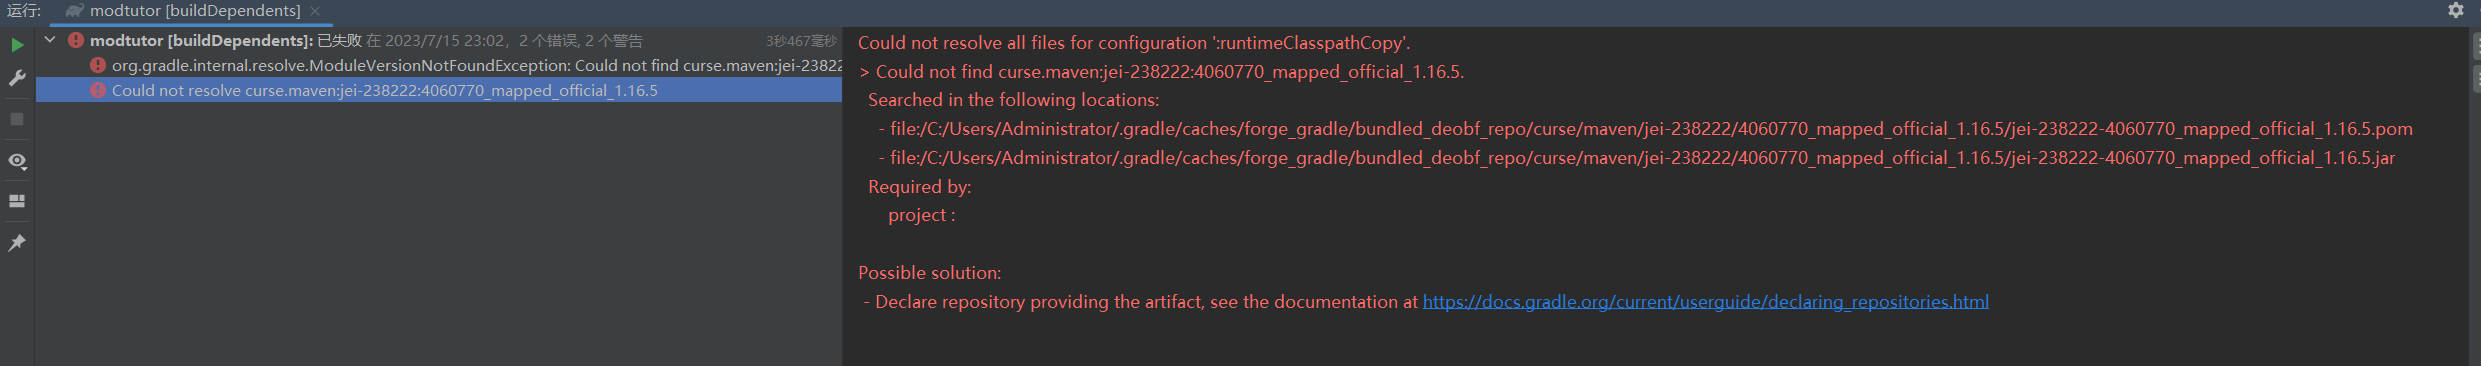 运行: modtutor [buildDependents] ×
modtutor [buildDependents]: 已失败 在 2023/7/15 23:02, 2 个错误, 2 个警告 3秒467毫秒
org.gradle.internal.resolve.ModuleVersionNotFoundException: Could not find curse.maven:jei-23822
Could not resolve curse.maven:jei-238222:4060770_mapped_official_1.16.5
Could not resolve all files for configuration ':runtimeClasspathCopy'.
> Could not find curse.maven:jei-238222:4060770_mapped_official_1.16.5.
Searched in the following locations:
- file:/C:/Users/Administrator/.gradle/caches/forge_gradle/bundled_deobf_repo/curse/maven/jei-238222/4060770_mapped_official_1.16.5/jei-238222-4060770_mapped_official_1.16.5.pom
- file:/C:/Users/Administrator/.gradle/caches/forge_gradle/bundled_deobf_repo/curse/maven/jei-238222/4060770_mapped_official_1.16.5/jei-238222-4060770_mapped_official_1.16.5.jar
Required by:
project :
Possible solution:
- Declare repository providing the artifact, see the documentation at https://docs.gradle.org/current/userguide/declaring_repositories.html